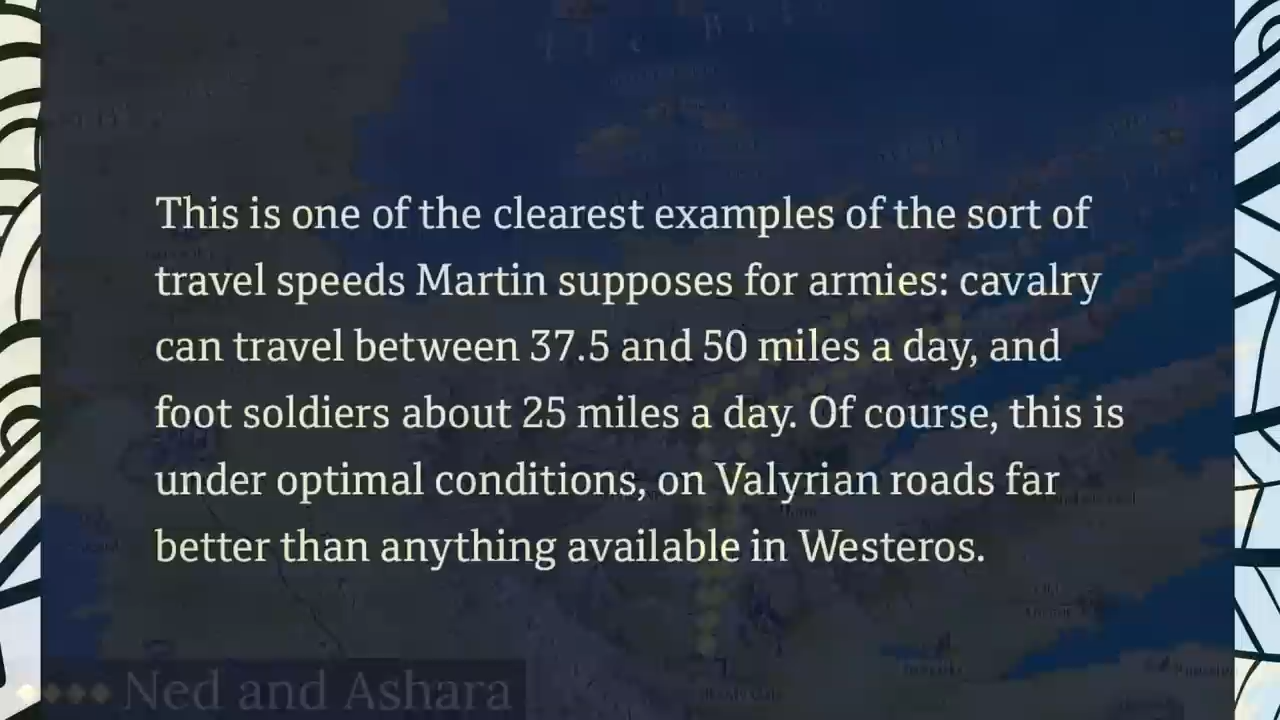 This is one of the clearest examples of the sort of
travel speeds Martin supposes for armies: cavalry
can travel between 37.5 and 50 miles a day, and
foot soldiers about 25 miles a day. Of course, this is
under optimal conditions, on Valyrian roads far
better than anything available in Westeros.
Ned and Ashara